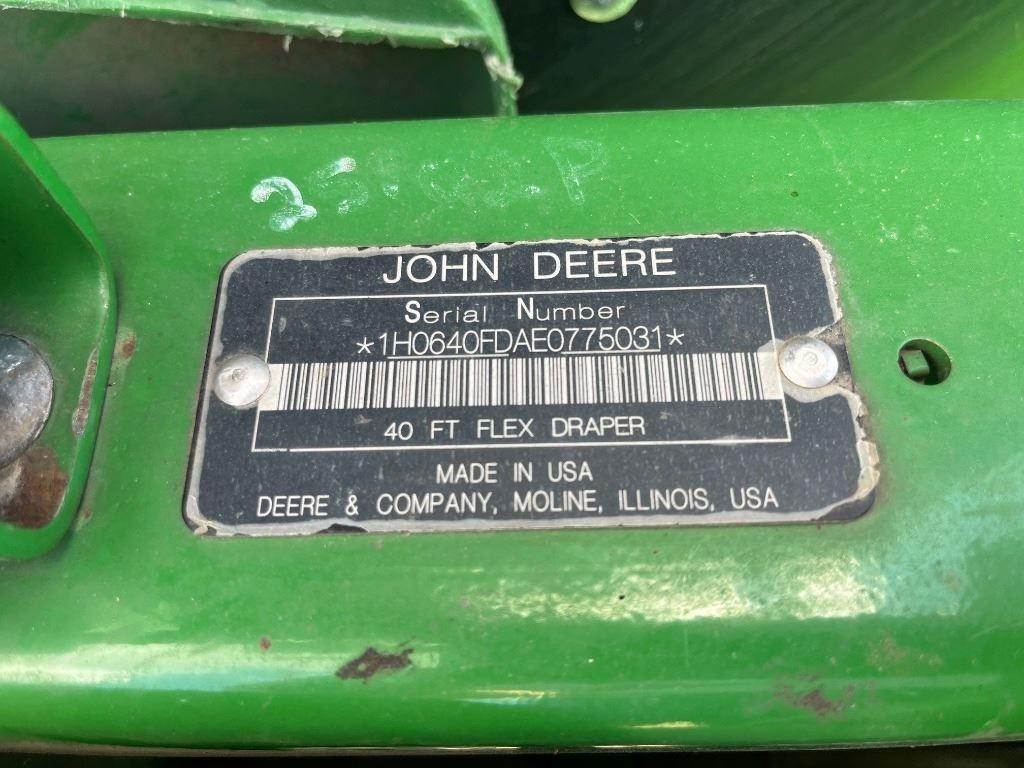 JOHN DEERE
Serial Number
*1H0640FDAE0775031*
40 FT FLEX DRAPER
MADE IN USA
DEERE & COMPANY, MOLINE, ILLINOIS, USA